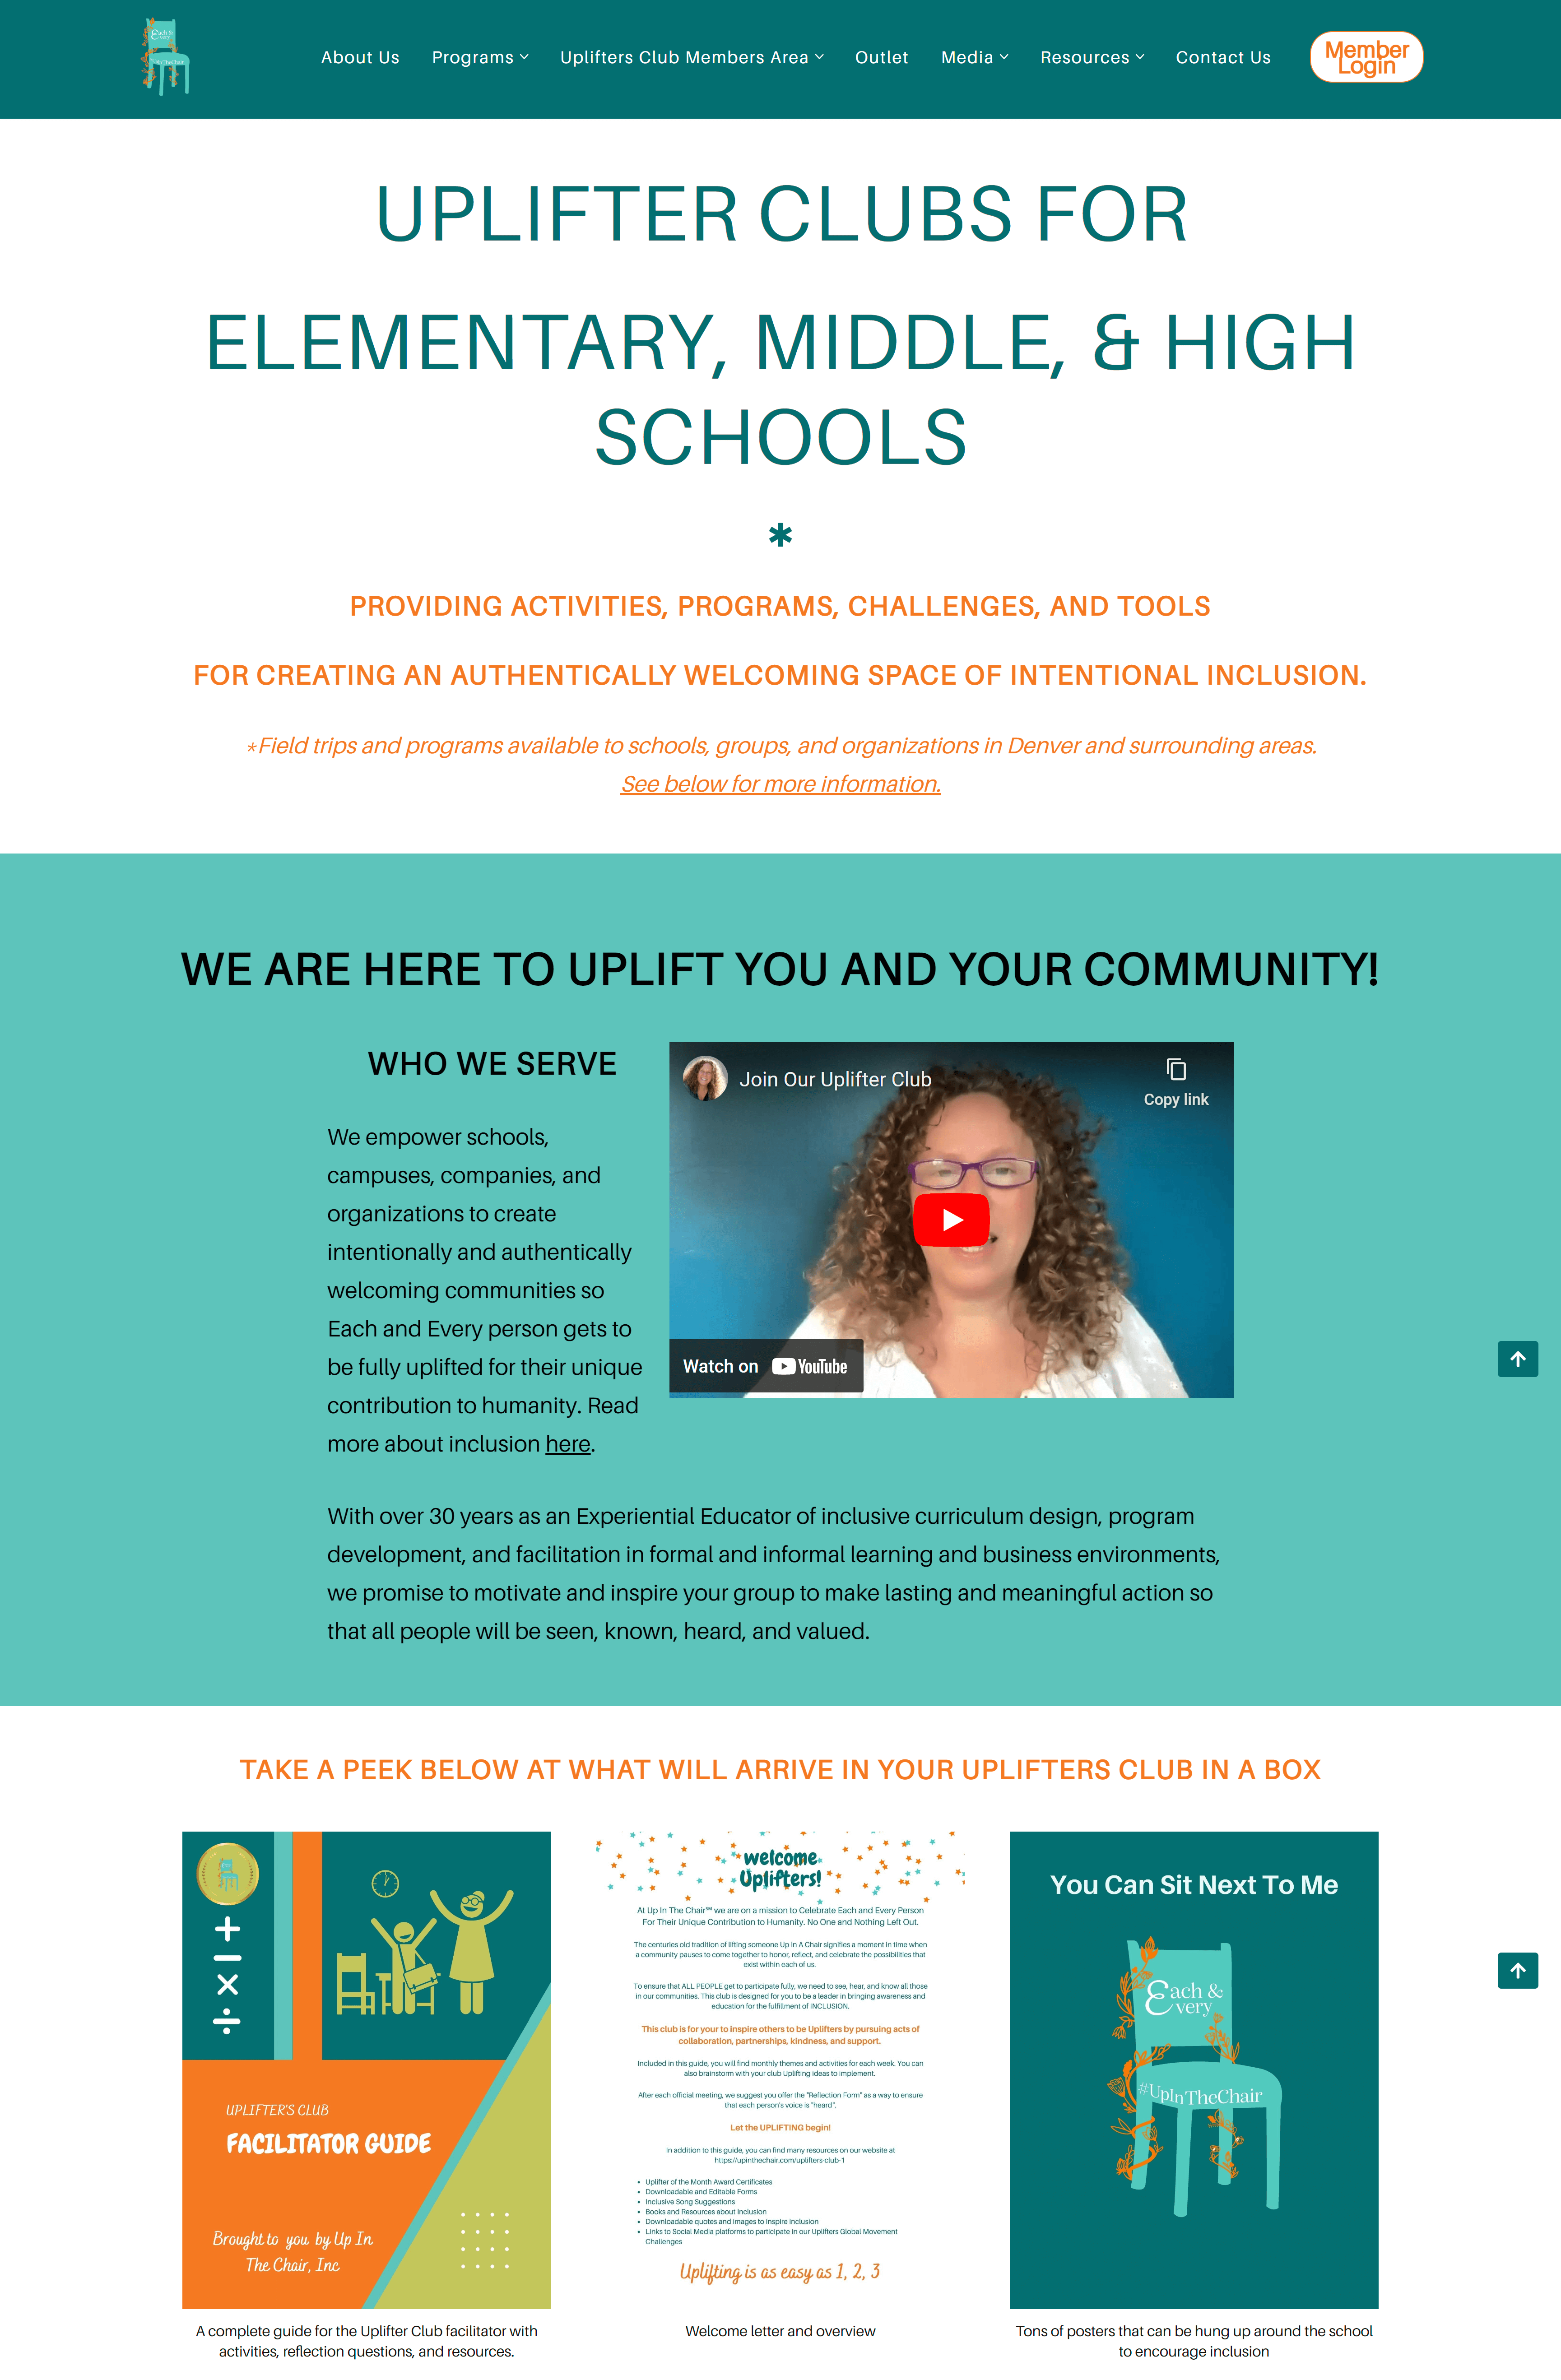 Each &
Every
#UpInTheChair
About Us
Programs
Uplifters Club Members Area
Outlet
Media
Resources
Contact Us
Member
Login
UPLIFTER CLUBS FOR
ELEMENTARY, MIDDLE, & HIGH
SCHOOLS
*
PROVIDING ACTIVITIES, PROGRAMS, CHALLENGES, AND TOOLS
FOR CREATING AN AUTHENTICALLY WELCOMING SPACE OF INTENTIONAL INCLUSION.
*Field trips and programs available to schools, groups, and organizations in Denver and surrounding areas.
See below for more information.
WE ARE HERE TO UPLIFT YOU AND YOUR COMMUNITY!
WHO WE SERVE
We empower schools,
campuses, companies, and
organizations to create
intentionally and authentically
welcoming communities so
Each and Every person gets to
be fully uplifted for their unique
contribution to humanity. Read
more about inclusion here.
Join Our Uplifter Club
Copy link
Watch on YouTube
With over 30 years as an Experiential Educator of inclusive curriculum design, program
development, and facilitation in formal and informal learning and business environments,
we promise to motivate and inspire your group to make lasting and meaningful action so
that all people will be seen, known, heard, and valued.
TAKE A PEEK BELOW AT WHAT WILL ARRIVE IN YOUR UPLIFTERS CLUB IN A BOX
+
−
×
÷
UPLIFTER'S CLUB
FACILITATOR GUIDE
Brought to you by Up In
The Chair, Inc
A complete guide for the Uplifter Club facilitator with
activities, reflection questions, and resources.
welcome
Uplifters!
At Up In The Chair℠ we are on a mission to Celebrate Each and Every Person
For Their Unique Contribution to Humanity. No One and Nothing Left Out.
The centuries old tradition of lifting someone Up In A Chair signifies a moment in time when
a community pauses to come together to honor, reflect, and celebrate the possibilities that
exist within each of us.
To ensure that ALL PEOPLE get to participate fully, we need to see, hear, and know all those
in our communities. This club is designed for you to be a leader in bringing awareness and
education for the fulfillment of INCLUSION.
This club is for your to inspire others to be Uplifters by pursuing acts of
collaboration, partnerships, kindness, and support.
Included in this guide, you will find monthly themes and activities for each week. You can
also brainstorm with your club Uplifting ideas to implement.
After each official meeting, we suggest you offer the "Reflection Form" as a way to ensure
that each person's voice is "heard".
Let the UPLIFTING begin!
In addition to this guide, you can find many resources on our website at
https://upinthechair.com/uplifters-club-1
• Uplifter of the Month Award Certificates
• Downloadable and Editable Forms
• Inclusive Song Suggestions
• Books and Resources about Inclusion
• Downloadable quotes and images to inspire inclusion
• Links to Social Media platforms to participate in our Uplifters Global Movement
Challenges
Uplifting is as easy as 1, 2, 3
Welcome letter and overview
You Can Sit Next To Me
Each &
Every
#UpInTheChair
Tons of posters that can be hung up around the school
to encourage inclusion